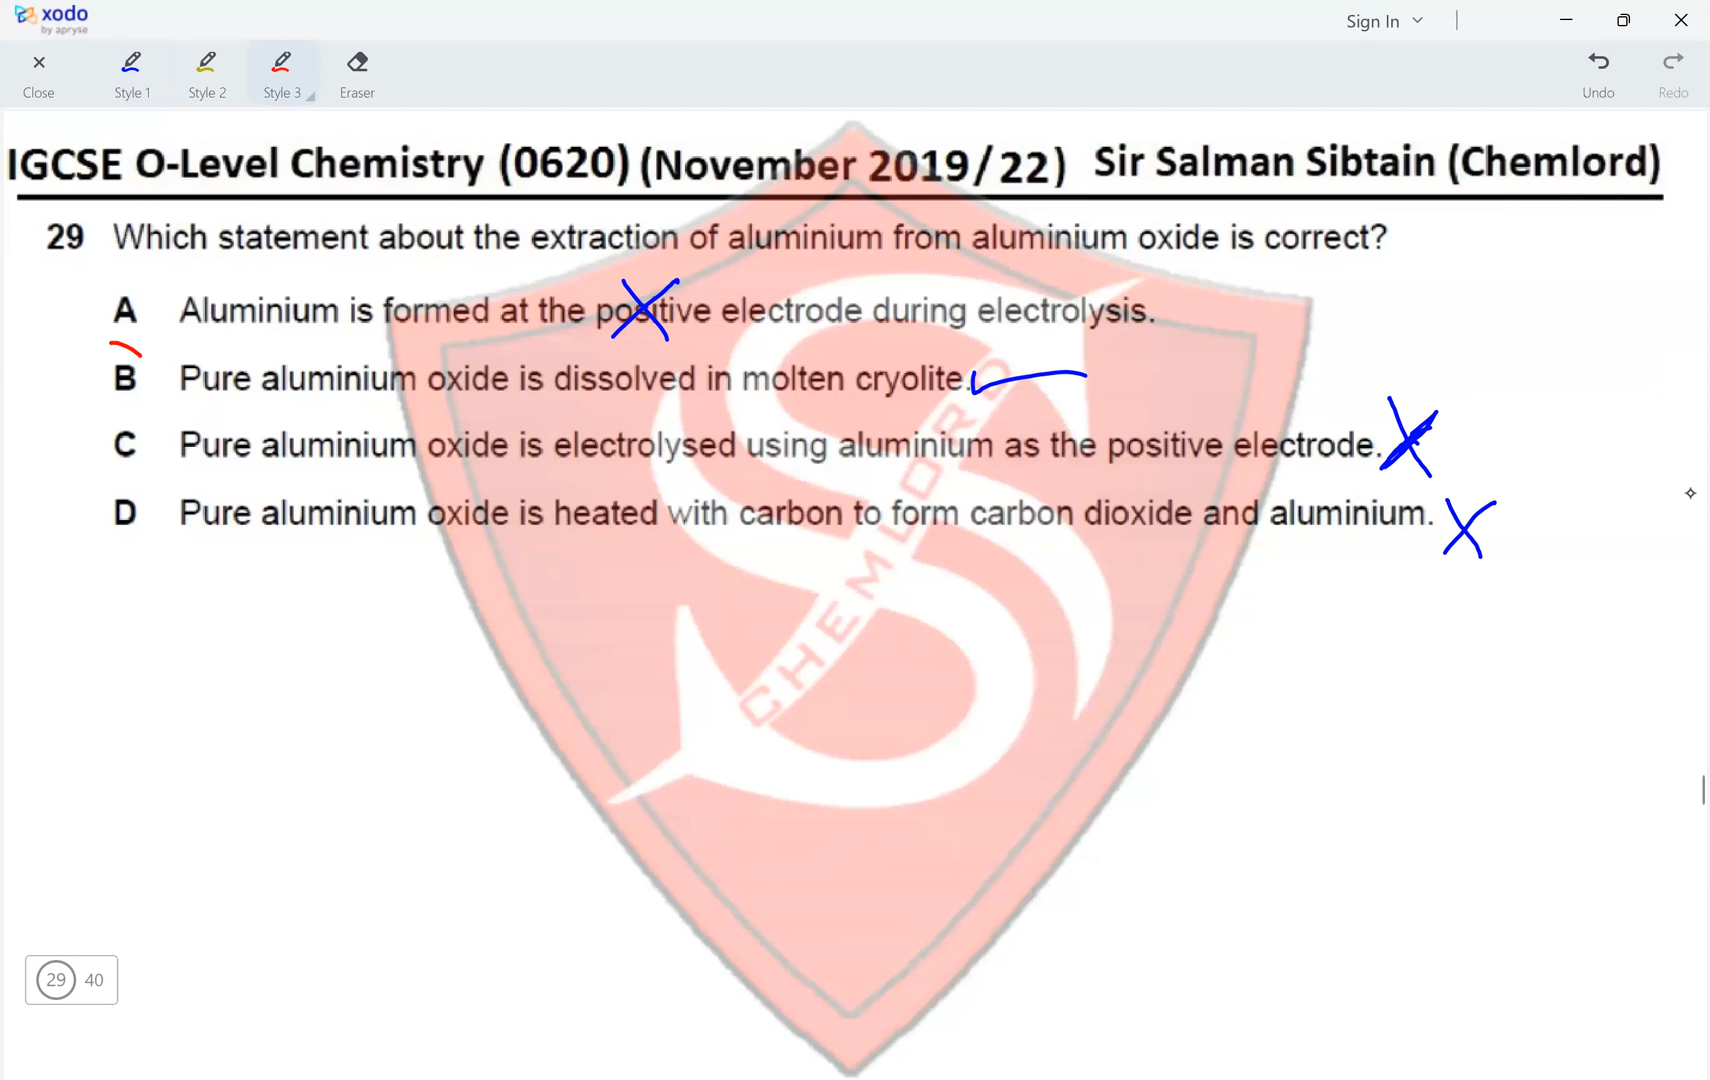 xodo
by apryse
Sign In
Close
Style 1
Style 2
Style 3
Eraser
Undo
Redo
IGCSE O-Level Chemistry (0620) (November 2019/22) Sir Salman Sibtain (Chemlord)
29 Which statement about the extraction of aluminium from aluminium oxide is correct?
A Aluminium is formed at the positive electrode during electrolysis.
B Pure aluminium oxide is dissolved in molten cryolite.
C Pure aluminium oxide is electrolysed using aluminium as the positive electrode.
D Pure aluminium oxide is heated with carbon to form carbon dioxide and aluminium.
CHEMLORD
29 40